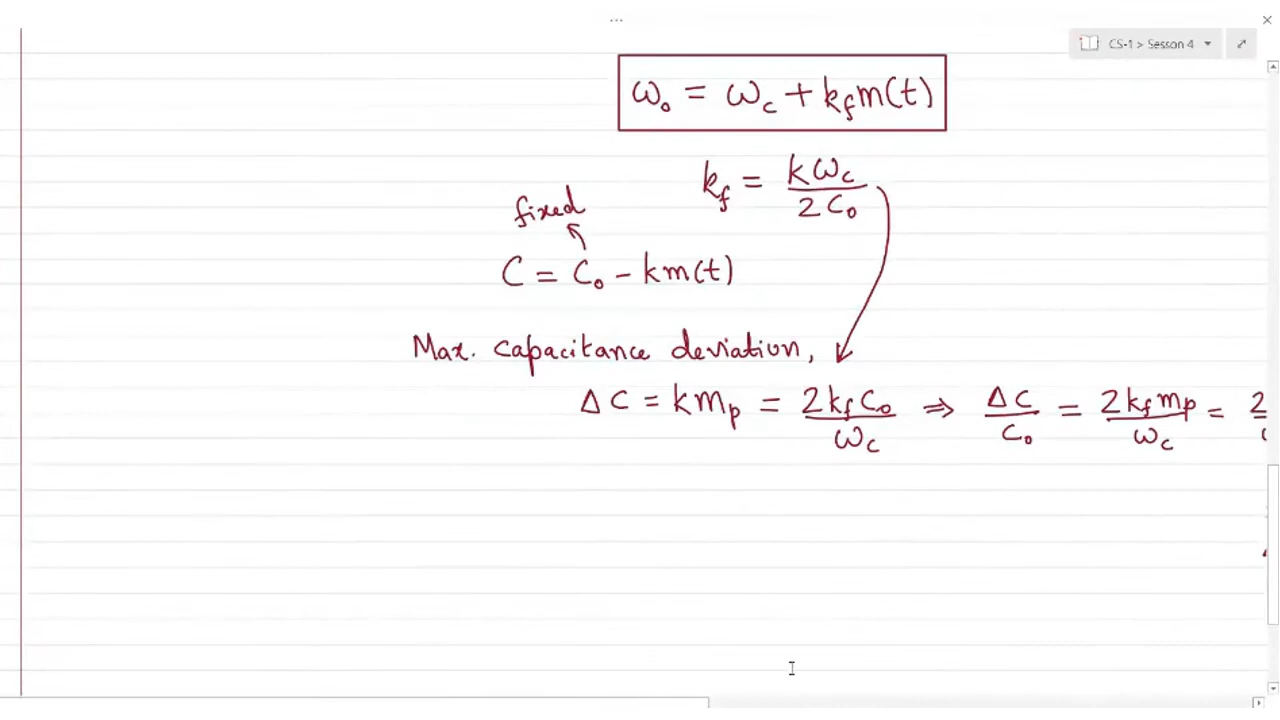 ...
CS-1 > Sesson 4
ω₀ = ω_c + k_f m(t)
k_f = kω_c / 2C₀
fixed
C = C₀ - km(t)
Max. capacitance deviation,
ΔC = km_p = 2k_f C₀ / ω_c ⇒ ΔC / C₀ = 2k_f m_p / ω_c = 2